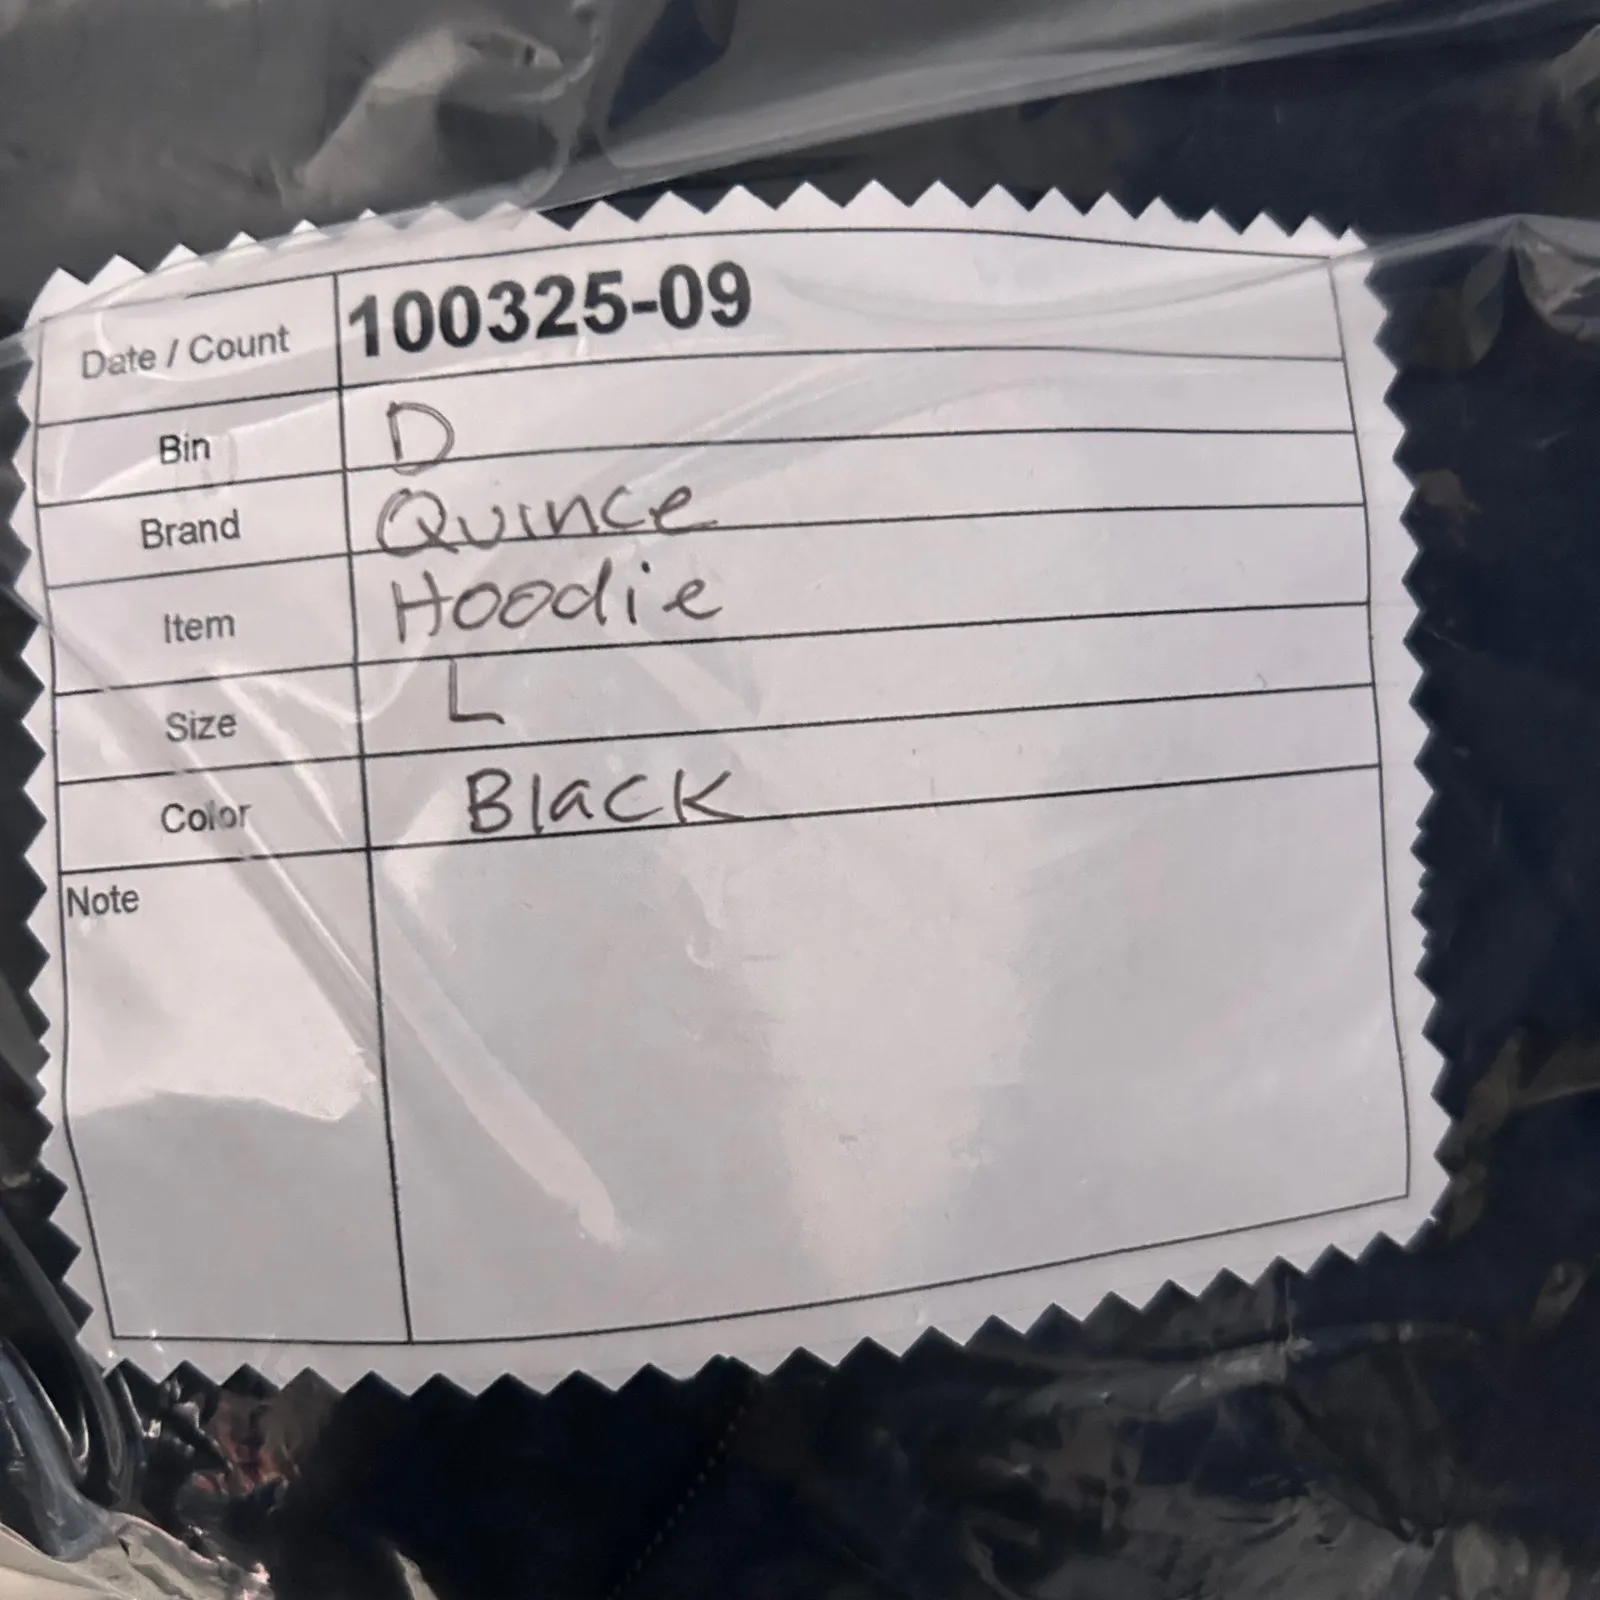 Date / Count 100325-09
Bin D
Brand Quince
Item Hoodie
Size L
Color Black
Note